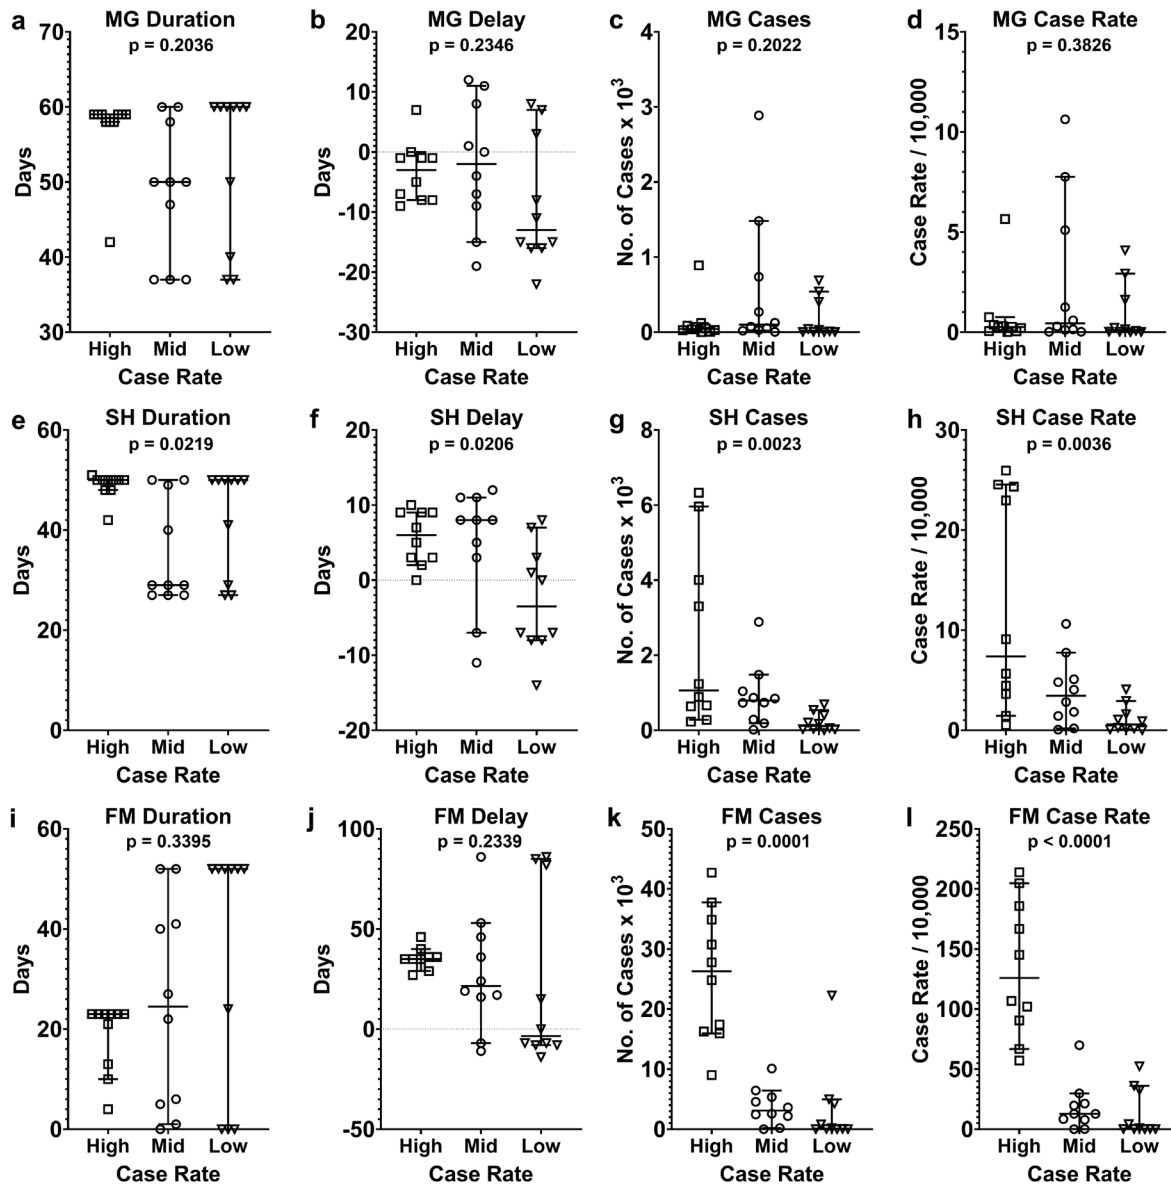 a MG Duration
p = 0.2036
70
60
50
40
30
Days
High Mid Low
Case Rate
b MG Delay
p = 0.2346
20
10
0
-10
-20
-30
Days
High Mid Low
Case Rate
c MG Cases
p = 0.2022
4
3
2
1
0
No. of Cases x 10³
High Mid Low
Case Rate
d MG Case Rate
p = 0.3826
15
10
5
0
Case Rate / 10,000
High Mid Low
Case Rate
e SH Duration
p = 0.0219
60
40
20
0
Days
High Mid Low
Case Rate
f SH Delay
p = 0.0206
20
10
0
-10
-20
Days
High Mid Low
Case Rate
g SH Cases
p = 0.0023
8
6
4
2
0
No. of Cases x 10³
High Mid Low
Case Rate
h SH Case Rate
p = 0.0036
30
20
10
0
Case Rate / 10,000
High Mid Low
Case Rate
i FM Duration
p = 0.3395
60
40
20
0
Days
High Mid Low
Case Rate
j FM Delay
p = 0.2339
100
50
0
-50
Days
High Mid Low
Case Rate
k FM Cases
p = 0.0001
50
40
30
20
10
0
No. of Cases x 10³
High Mid Low
Case Rate
l FM Case Rate
p < 0.0001
250
200
150
100
50
0
Case Rate / 10,000
High Mid Low
Case Rate